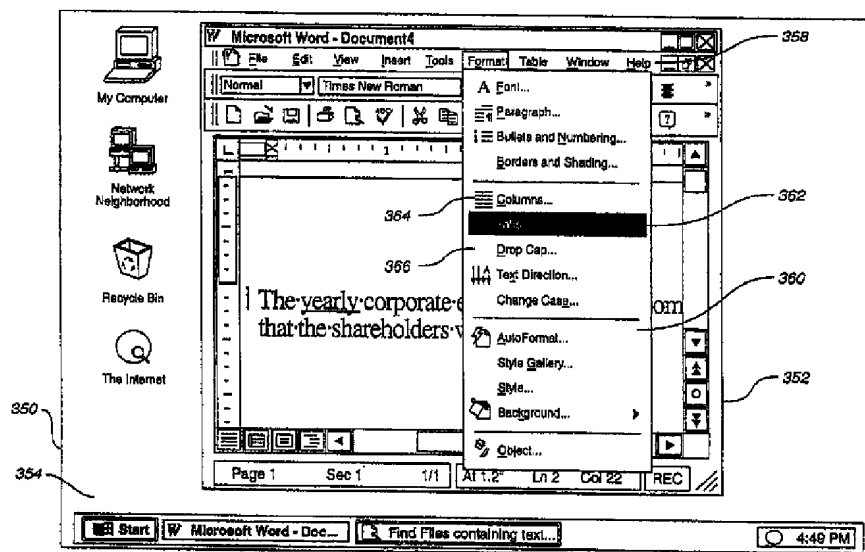 358
Microsoft Word - Document4
File Edit View Insert Tools Format Table Window Help
Normal Times New Roman
My Computer
Network
Neighborhood
Recycle Bin
The Internet
1
A Font...
Paragraph...
Bullets and Numbering...
Borders and Shading...
364
Columns...
362
366
Drop Cap...
Text Direction...
Change Case...
360
The yearly corporate e
om
that the shareholders v
AutoFormat...
Style Gallery...
Style...
Background...
352
Object...
350
354
Page 1 Sec 1 1/1 At 1.2" Ln 2 Col 22 REC
Start W Microsoft Word - Doc... Find Files containing text... 4:49 PM